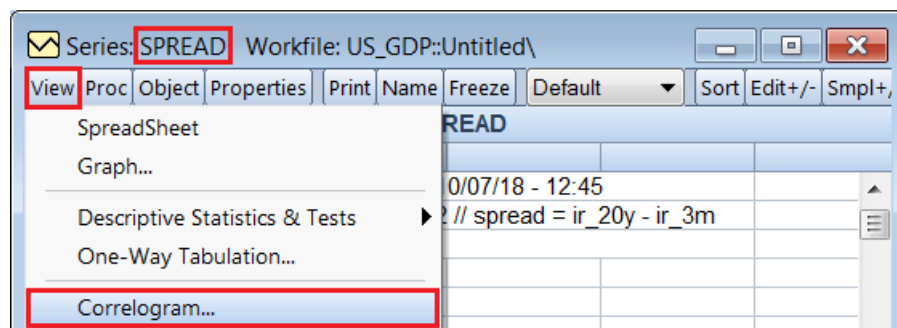 Series: SPREAD Workfile: US_GDP::Untitled\
View Proc Object Properties Print Name Freeze Default Sort Edit+/- Smpl+/
SpreadSheet
READ
Graph...
0/07/18 - 12:45
Descriptive Statistics & Tests
2 // spread = ir_20y - ir_3m
One-Way Tabulation...
Correlogram...